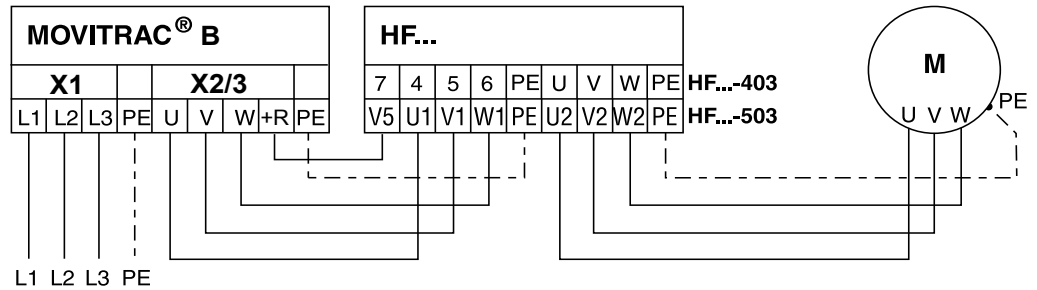 MOVITRAC® B HF...
X1 X2/3 M
7 4 5 6 PE U V W PE HF...-403
L1 L2 L3 PE U V W +R PE V5 U1 V1 W1 PE U2 V2 W2 PE HF...-503 U V W PE
L1 L2 L3 PE